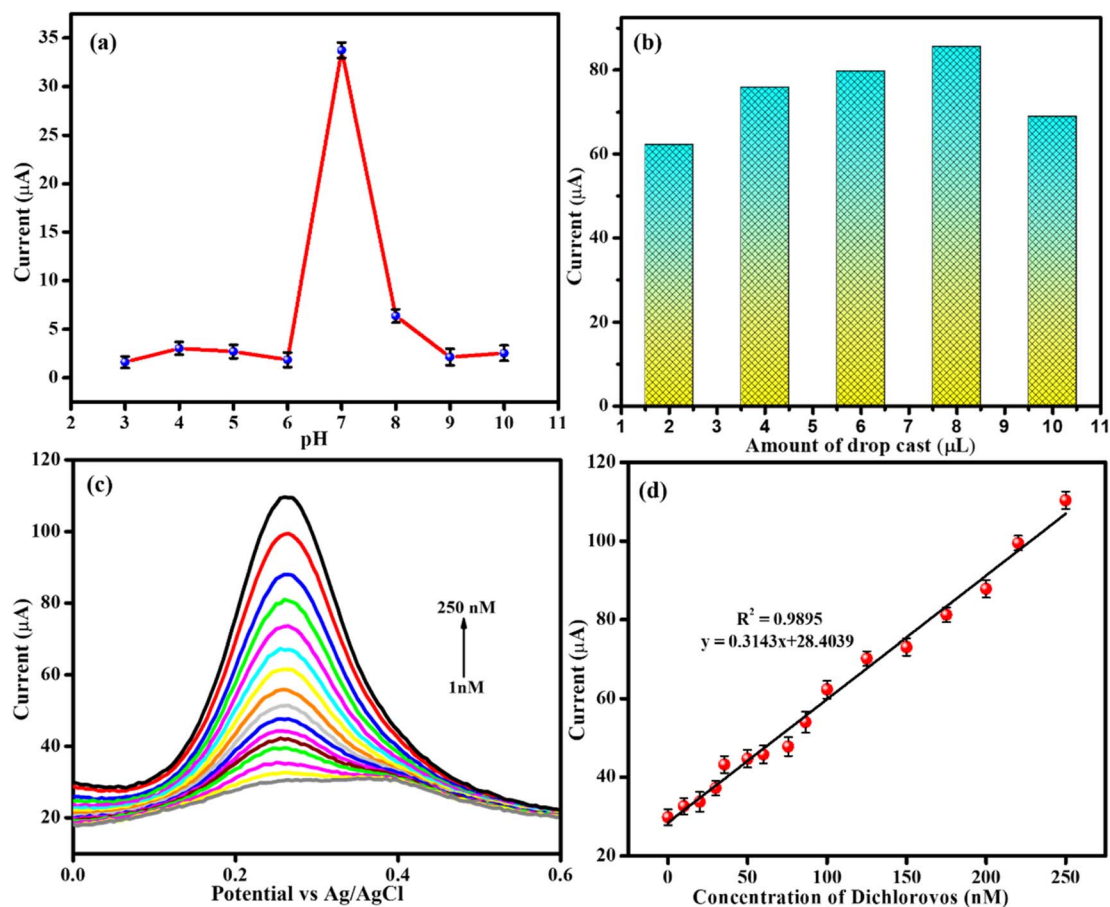 (a)
Current (μA)
35
30
25
20
15
10
5
0
2 3 4 5 6 7 8 9 10 11
pH
(b)
Current (μA)
80
60
40
20
0
1 2 3 4 5 6 7 8 9 10 11
Amount of drop cast (μL)
(c)
Current (μA)
120
100
80
60
40
20
250 nM
1nM
0.0 0.2 0.4 0.6
Potential vs Ag/AgCl
(d)
Current (μA)
120
100
80
60
40
20
R² = 0.9895
y = 0.3143x+28.4039
0 50 100 150 200 250
Concentration of Dichlorovos (nM)